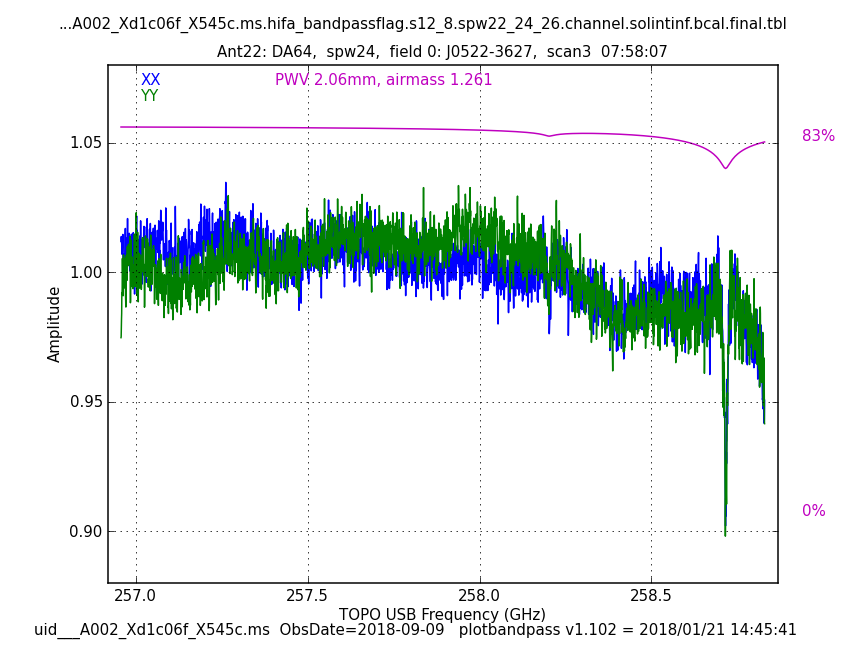 ...A002_Xd1c06f_X545c.ms.hifa_bandpassflag.s12_8.spw22_24_26.channel.solintinf.bcal.final.tbl
Ant22: DA64,  spw24,  field 0: J0522-3627,  scan3  07:58:07
XX
PWV 2.06mm, airmass 1.261
YY
83%
1.05
1.00
Amplitude
0.95
0%
0.90
257.0 257.5 258.0 258.5
TOPO USB Frequency (GHz)
uid___A002_Xd1c06f_X545c.ms  ObsDate=2018-09-09   plotbandpass v1.102 = 2018/01/21 14:45:41